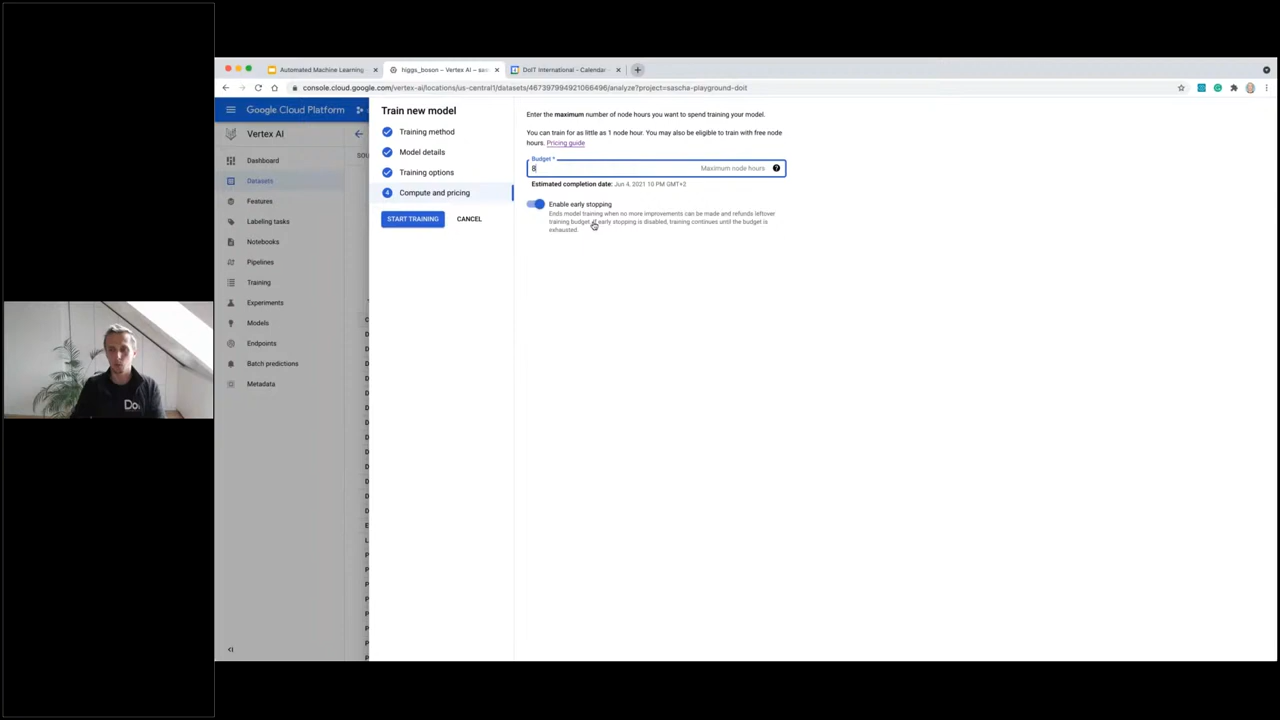 Automated Machine Learning
higgs_boson – Vertex AI – sas
DoIT International - Calendar
console.cloud.google.com/vertex-ai/locations/us-central1/datasets/467397994921066496/analyze?project=sascha-playground-doit
Google Cloud Platform
Vertex AI
SOU
Dashboard
Datasets
Features
Labeling tasks
Notebooks
Pipelines
Training
Experiments
Models
Endpoints
Batch predictions
Metadata
Train new model
Training method
Model details
Training options
4 Compute and pricing
START TRAINING CANCEL
Enter the maximum number of node hours you want to spend training your model.
You can train for as little as 1 node hour. You may also be eligible to train with free node
hours. Pricing guide
Budget *
8 Maximum node hours
Estimated completion date: Jun 4, 2021 10 PM GMT+2
Enable early stopping
Ends model training when no more improvements can be made and refunds leftover
training budget. If early stopping is disabled, training continues until the budget is
exhausted.
Do